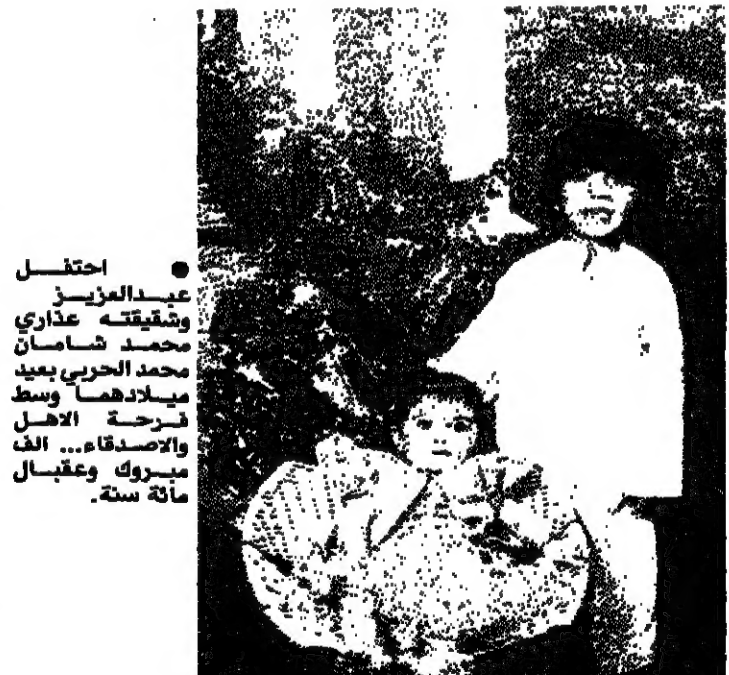 ● احتفل
عبدالعزيز
وشقيقته عذاري
محمد شامان
محمد الحربي بعيد
ميلادهما وسط
فرحة الاهل
والاصدقاء... الف
مبروك وعقبال
مائة سنة.